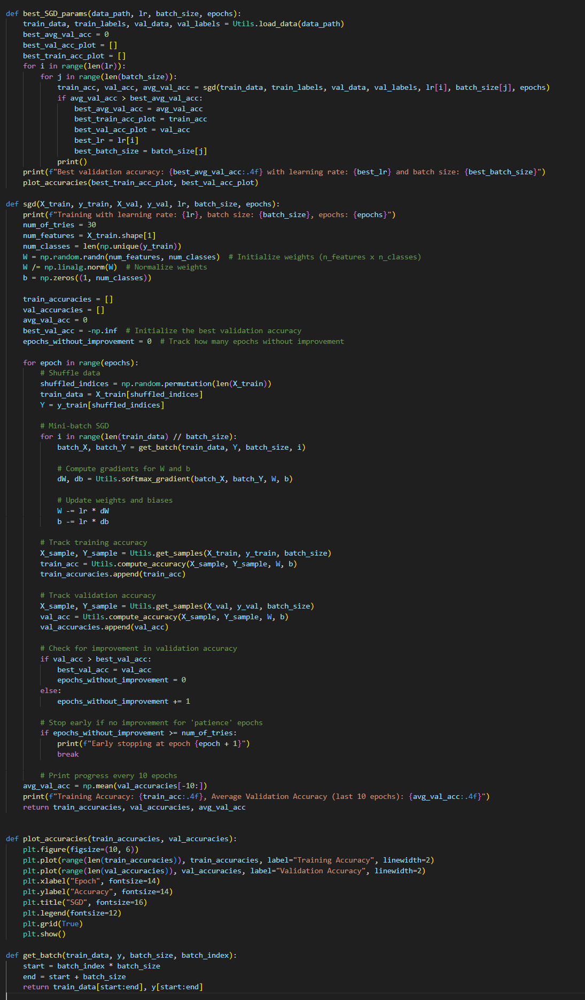 def best_SGD_params(data_path, lr, batch_size, epochs):
    train_data, train_labels, val_data, val_labels = Utils.load_data(data_path)
    best_avg_val_acc = 0
    best_val_acc_plot = []
    best_train_acc_plot = []
    for i in range(len(lr)):
        for j in range(len(batch_size)):
            train_acc, val_acc, avg_val_acc = sgd(train_data, train_labels, val_data, val_labels, lr[i], batch_size[j], epochs)
            if avg_val_acc > best_avg_val_acc:
                best_avg_val_acc = avg_val_acc
                best_train_acc_plot = train_acc
                best_val_acc_plot = val_acc
                best_lr = lr[i]
                best_batch_size = batch_size[j]
            print()
    print(f"Best validation accuracy: {best_avg_val_acc:.4f} with learning rate: {best_lr} and batch size: {best_batch_size}")
    plot_accuracies(best_train_acc_plot, best_val_acc_plot)

def sgd(X_train, y_train, X_val, y_val, lr, batch_size, epochs):
    print(f"Training with learning rate: {lr}, batch size: {batch_size}, epochs: {epochs}")
    num_of_tries = 30
    num_features = X_train.shape[1]
    num_classes = len(np.unique(y_train))
    W = np.random.randn(num_features, num_classes)  # Initialize weights (n_features x n_classes)
    W /= np.linalg.norm(W)  # Normalize weights
    b = np.zeros((1, num_classes))

    train_accuracies = []
    val_accuracies = []
    avg_val_acc = 0
    best_val_acc = -np.inf  # Initialize the best validation accuracy
    epochs_without_improvement = 0  # Track how many epochs without improvement

    for epoch in range(epochs):
        # Shuffle data
        shuffled_indices = np.random.permutation(len(X_train))
        train_data = X_train[shuffled_indices]
        Y = y_train[shuffled_indices]

        # Mini-batch SGD
        for i in range(len(train_data) // batch_size):
            batch_X, batch_Y = get_batch(train_data, Y, batch_size, i)

            # Compute gradients for W and b
            dW, db = Utils.softmax_gradient(batch_X, batch_Y, W, b)

            # Update weights and biases
            W -= lr * dW
            b -= lr * db

        # Track training accuracy
        X_sample, Y_sample = Utils.get_samples(X_train, y_train, batch_size)
        train_acc = Utils.compute_accuracy(X_sample, Y_sample, W, b)
        train_accuracies.append(train_acc)

        # Track validation accuracy
        X_sample, Y_sample = Utils.get_samples(X_val, y_val, batch_size)
        val_acc = Utils.compute_accuracy(X_sample, Y_sample, W, b)
        val_accuracies.append(val_acc)

        # Check for improvement in validation accuracy
        if val_acc > best_val_acc:
            best_val_acc = val_acc
            epochs_without_improvement = 0
        else:
            epochs_without_improvement += 1

        # Stop early if no improvement for 'patience' epochs
        if epochs_without_improvement >= num_of_tries:
            print(f"Early stopping at epoch {epoch + 1}")
            break

        # Print progress every 10 epochs
    avg_val_acc = np.mean(val_accuracies[-10:])
    print(f"Training Accuracy: {train_acc:.4f}, Average Validation Accuracy (last 10 epochs): {avg_val_acc:.4f}")
    return train_accuracies, val_accuracies, avg_val_acc


def plot_accuracies(train_accuracies, val_accuracies):
    plt.figure(figsize=(10, 6))
    plt.plot(range(len(train_accuracies)), train_accuracies, label="Training Accuracy", linewidth=2)
    plt.plot(range(len(val_accuracies)), val_accuracies, label="Validation Accuracy", linewidth=2)
    plt.xlabel("Epoch", fontsize=14)
    plt.ylabel("Accuracy", fontsize=14)
    plt.title("SGD", fontsize=16)
    plt.legend(fontsize=12)
    plt.grid(True)
    plt.show()

def get_batch(train_data, y, batch_size, batch_index):
    start = batch_index * batch_size
    end = start + batch_size
    return train_data[start:end], y[start:end]